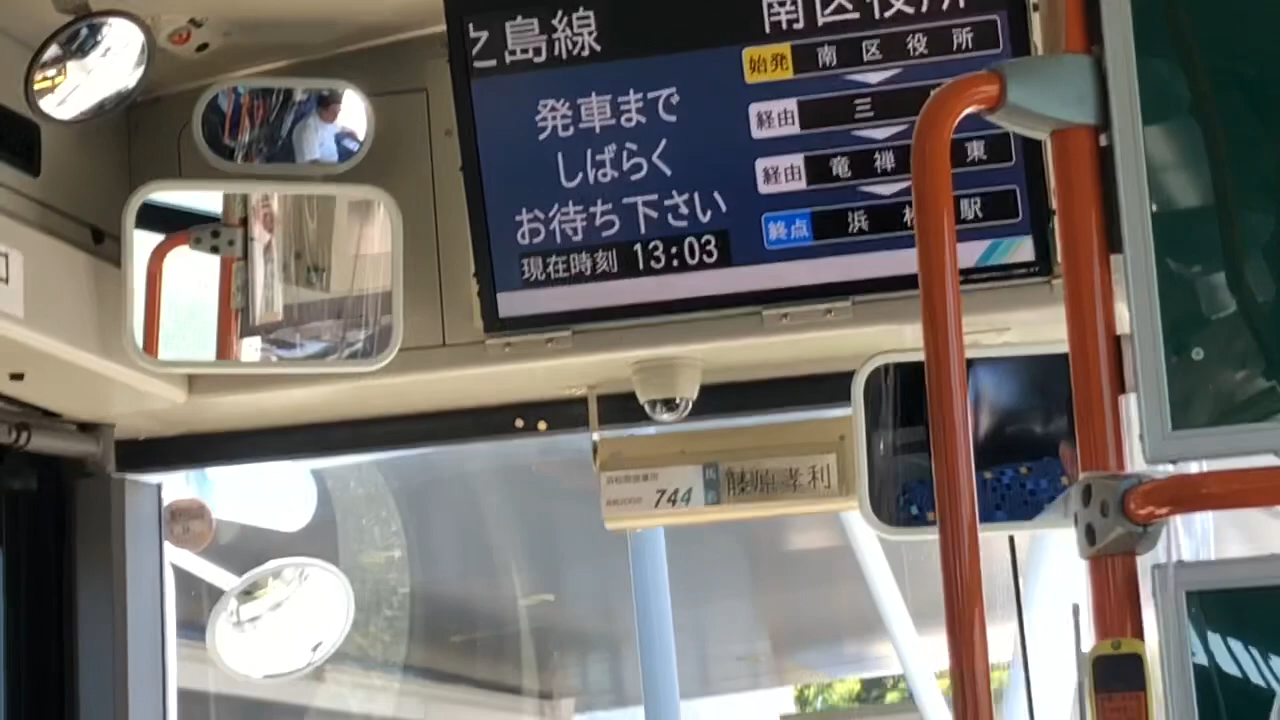 之島線
南区役所
始発 南区役所
発車まで
しばらく
お待ち下さい
現在時刻 13:03
経由 三
経由 竜禅 東
終点 浜松駅
744
藤原孝利